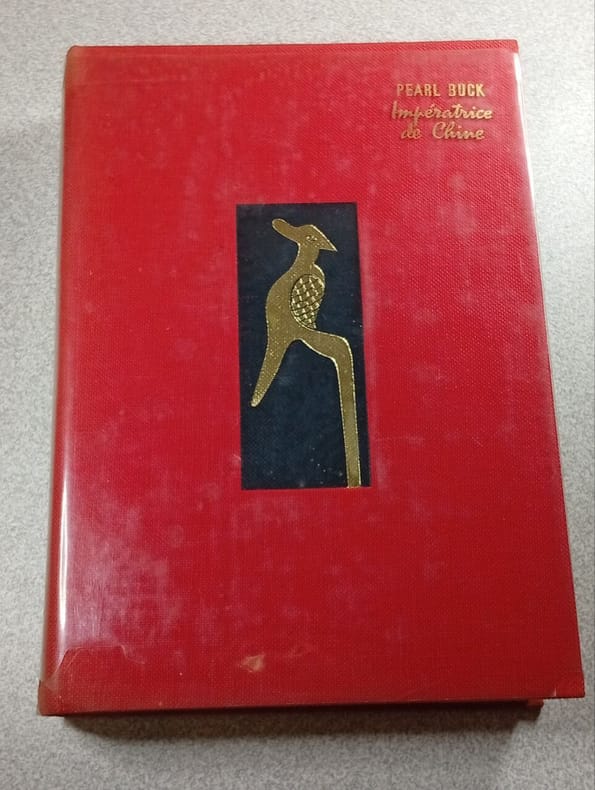 PEARL BUCK
Impératrice
de Chine